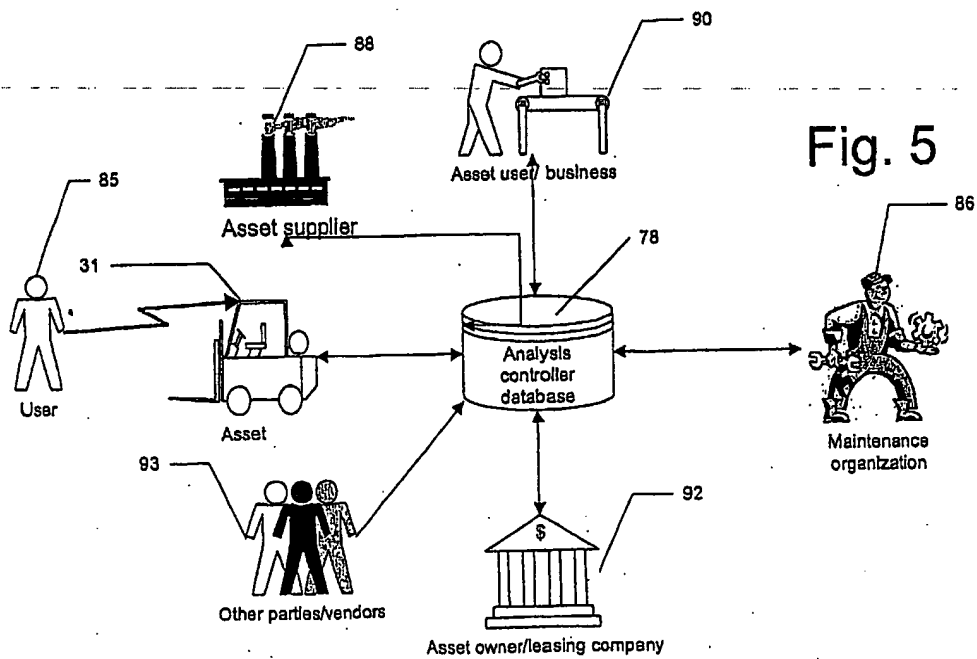 88
90
Asset user/ business
Fig. 5
85
Asset supplier
86
31
78
Analysis
controller
database
User
Asset
Maintenance
organization
93
92
$
Other parties/vendors
Asset owner/leasing company